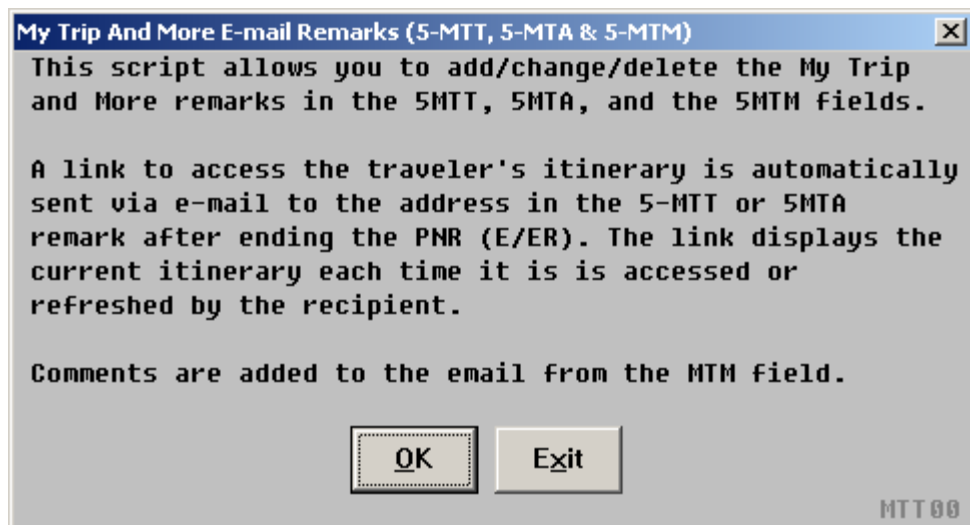 My Trip And More E-mail Remarks (5-MTT, 5-MTA & 5-MTM)
This script allows you to add/change/delete the My Trip
and More remarks in the 5MTT, 5MTA, and the 5MTM fields.
A link to access the traveler's itinerary is automatically
sent via e-mail to the address in the 5-MTT or 5MTA
remark after ending the PNR (E/ER). The link displays the
current itinerary each time it is is accessed or
refreshed by the recipient.
Comments are added to the email from the MTM field.
OK Exit
MTT00